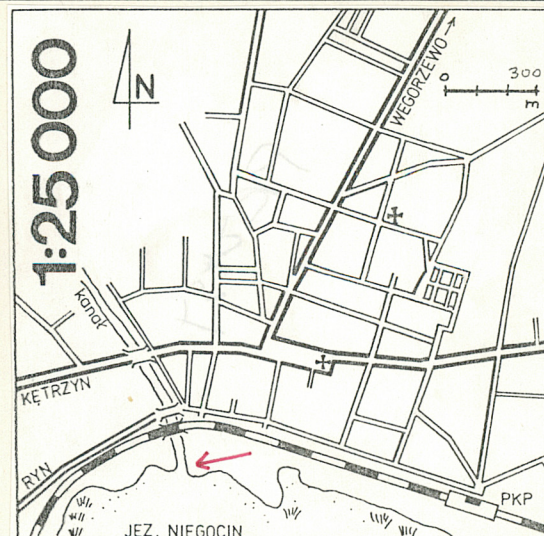 1:25 000
N
WĘGORZEWO
0 300
m
kanał
KĘTRZYN
RYN
PKP
JEZ. NIEGOCIN